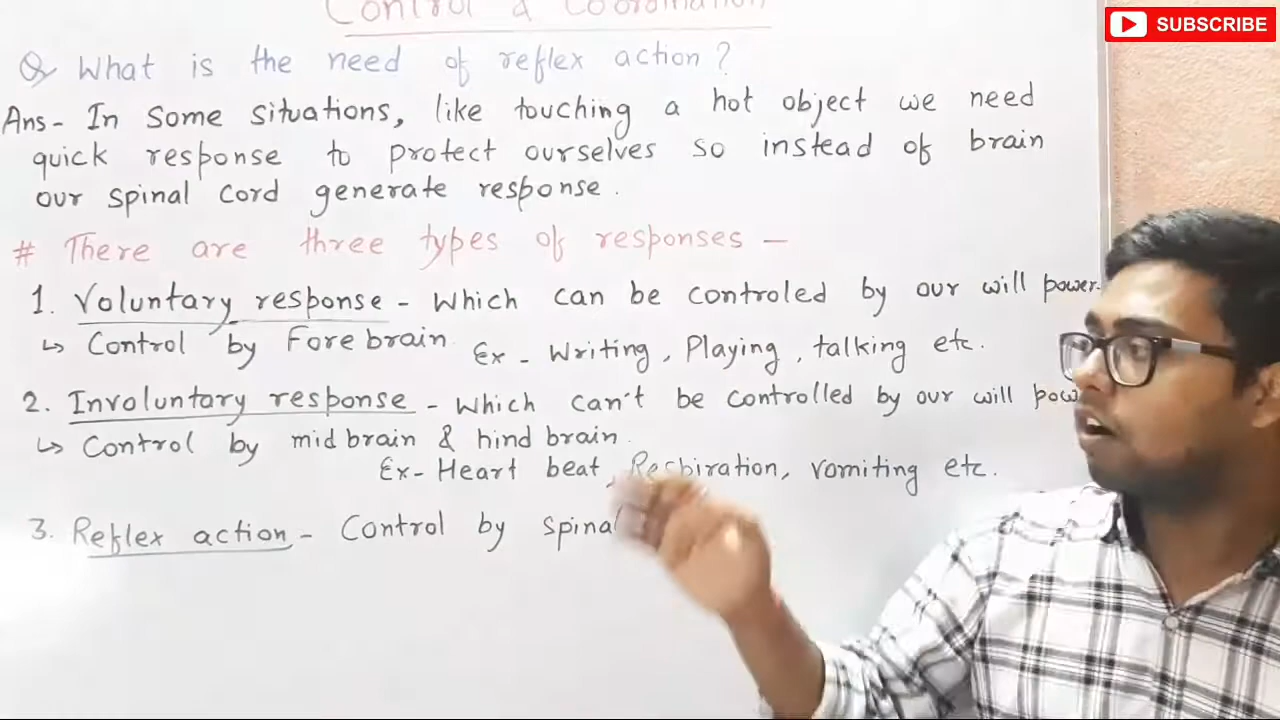 Control & Coordination
SUBSCRIBE
Q What is the need of reflex action?
Ans- In Some situations, like touching a hot object we need
quick response to protect ourselves so instead of brain
our spinal cord generate response.
# There are three types of responses -
1. Voluntary response - Which can be controled by our will power.
↳ Control by Forebrain Ex - Writing, Playing, talking etc.
2. Involuntary response - Which can't be controlled by our will pow
↳ Control by mid brain & hind brain.
Ex- Heart beat, Respiration, vomiting etc.
3. Reflex action - Control by spinal